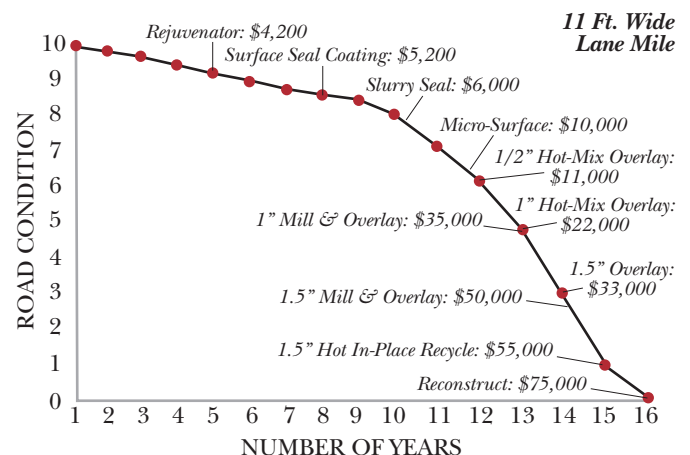 11 Ft. Wide
Lane Mile
Rejuvenator: $4,200
Surface Seal Coating: $5,200
Slurry Seal: $6,000
Micro-Surface: $10,000
1/2” Hot-Mix Overlay:
$11,000
1” Hot-Mix Overlay:
$22,000
1” Mill & Overlay: $35,000
1.5” Overlay:
$33,000
1.5” Mill & Overlay: $50,000
1.5” Hot In-Place Recycle: $55,000
Reconstruct: $75,000
ROAD CONDITION
10
9
8
7
6
5
4
3
2
1
0
1 2 3 4 5 6 7 8 9 10 11 12 13 14 15 16
NUMBER OF YEARS